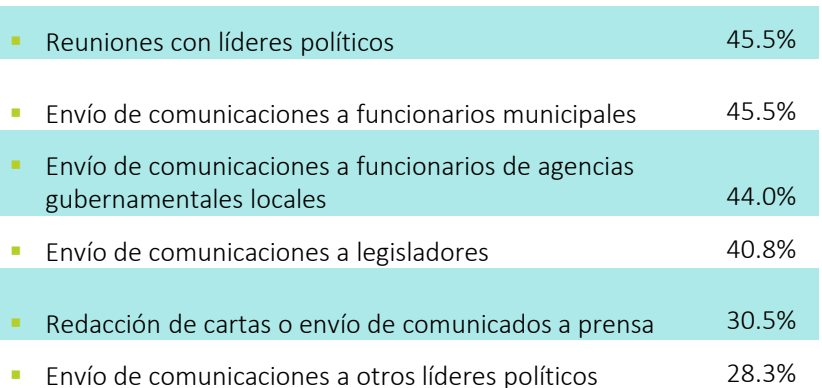 ▪ Reuniones con líderes políticos 45.5%
▪ Envío de comunicaciones a funcionarios municipales 45.5%
▪ Envío de comunicaciones a funcionarios de agencias
gubernamentales locales 44.0%
▪ Envío de comunicaciones a legisladores 40.8%
▪ Redacción de cartas o envío de comunicados a prensa 30.5%
▪ Envío de comunicaciones a otros líderes políticos 28.3%